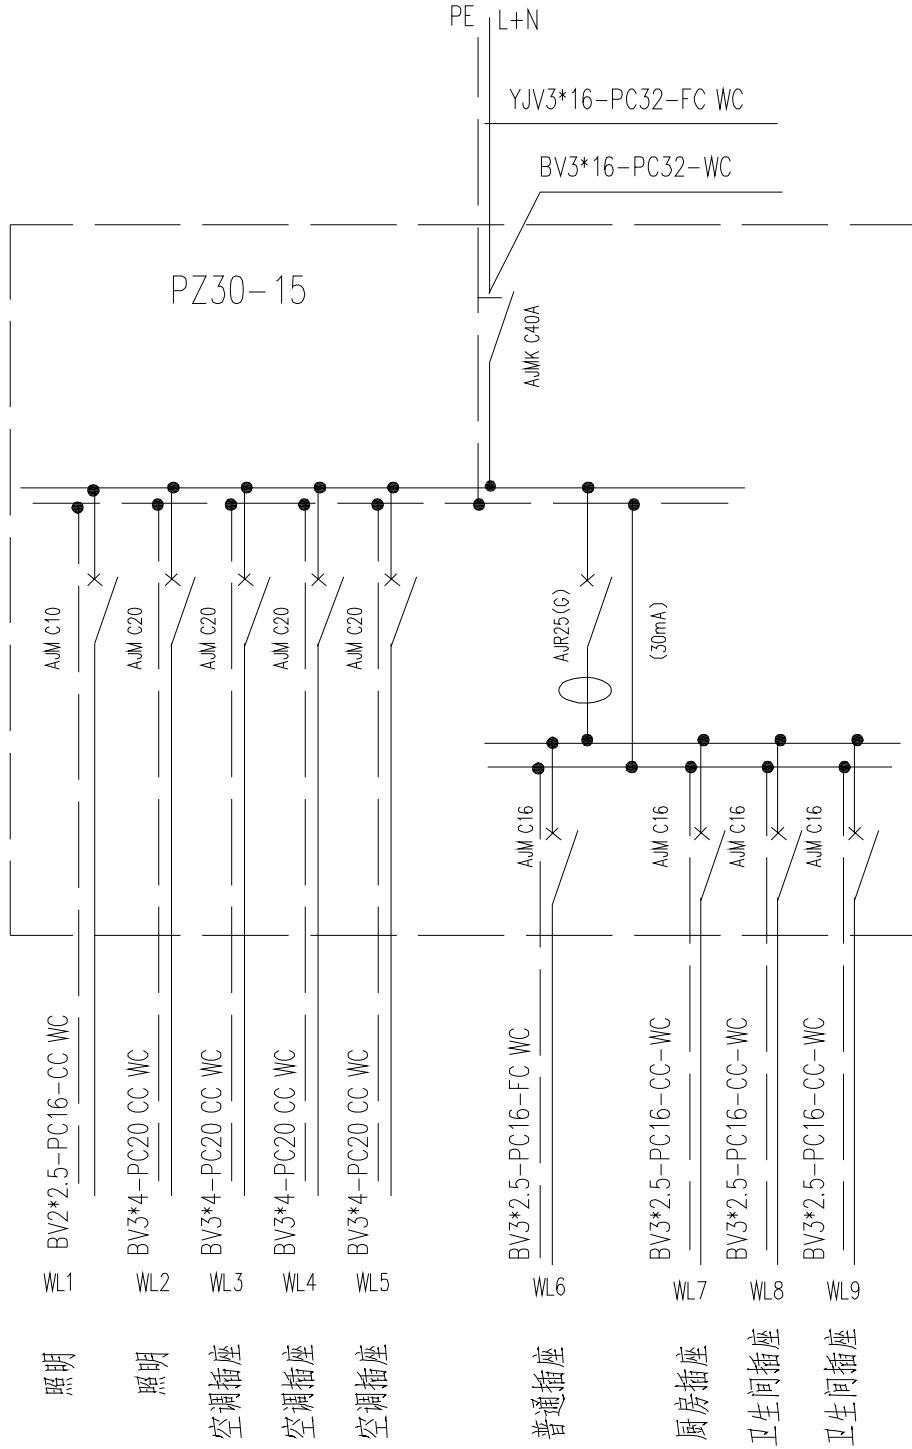 PE L+N
YJV3*16-PC32-FC WC
BV3*16-PC32-WC
PZ30-15
AJMK C40A
AJM C10
AJM C20
AJM C20
AJM C20
AJM C20
AJR25(G)
(30mA)
AJM C16
AJM C16
AJM C16
AJM C16
BV2*2.5-PC16-CC WC
BV3*4-PC20 CC WC
BV3*4-PC20 CC WC
BV3*4-PC20 CC WC
BV3*4-PC20 CC WC
BV3*2.5-PC16-FC WC
BV3*2.5-PC16-CC-WC
BV3*2.5-PC16-CC-WC
BV3*2.5-PC16-CC-WC
WL1 WL2 WL3 WL4 WL5 WL6 WL7 WL8 WL9
照明
照明
空调插座
空调插座
空调插座
普通插座
厨房插座
卫生间插座
卫生间插座